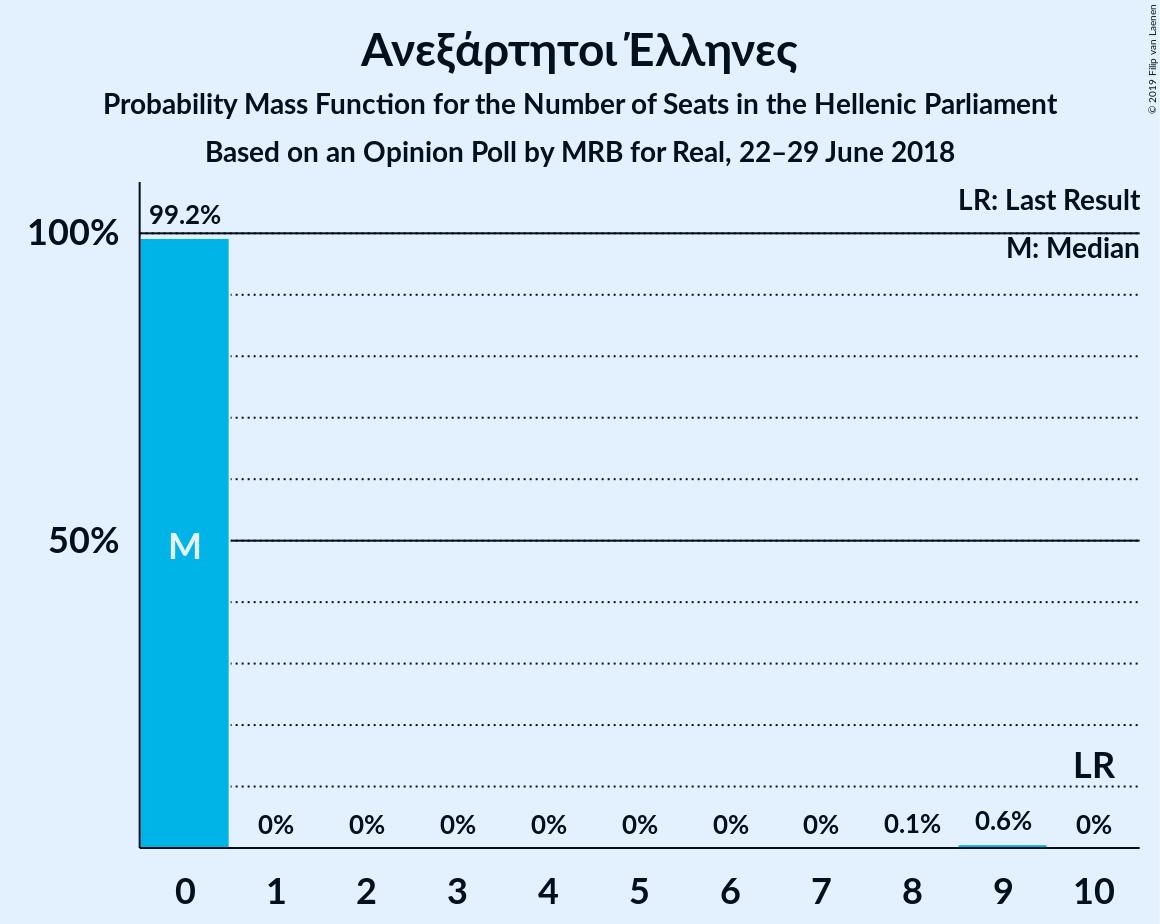 Ανεξάρτητοι Έλληνες
Probability Mass Function for the Number of Seats in the Hellenic Parliament
Based on an Opinion Poll by MRB for Real, 22–29 June 2018
© 2019 Filip van Laenen
LR: Last Result
M: Median
99.2%
100%
50%
M
LR
0% 0% 0% 0% 0% 0% 0% 0.1% 0.6% 0%
0 1 2 3 4 5 6 7 8 9 10